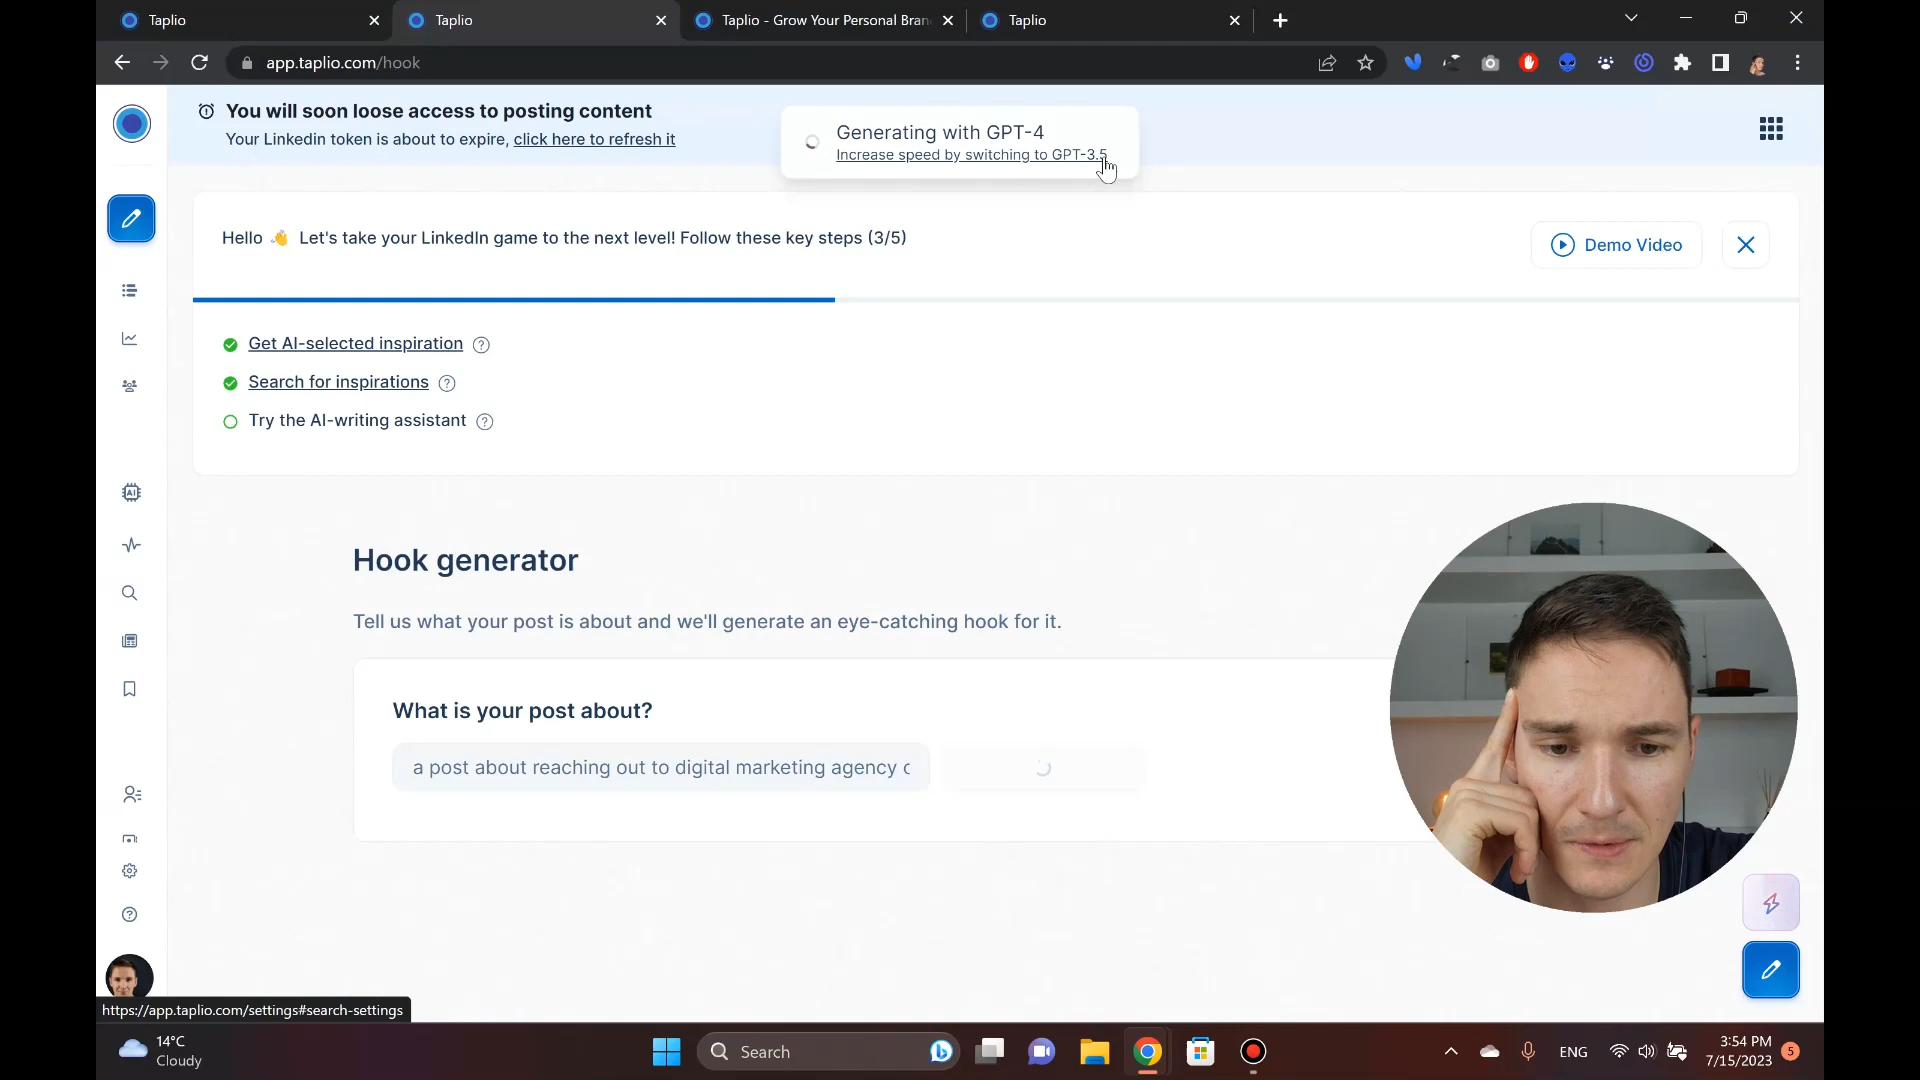 Taplio
Taplio
Taplio - Grow Your Personal Bran
Taplio
app.taplio.com/hook
You will soon loose access to posting content
Your Linkedin token is about to expire, click here to refresh it
Generating with GPT-4
Increase speed by switching to GPT-3.5
Hello 👋 Let's take your LinkedIn game to the next level! Follow these key steps (3/5)
Demo Video
Get AI-selected inspiration ?
Search for inspirations ?
Try the AI-writing assistant ?
AI
Hook generator
Tell us what your post is about and we'll generate an eye-catching hook for it.
What is your post about?
a post about reaching out to digital marketing agency c
https://app.taplio.com/settings#search-settings
14°C
Cloudy
Search
ENG
3:54 PM
7/15/2023
5